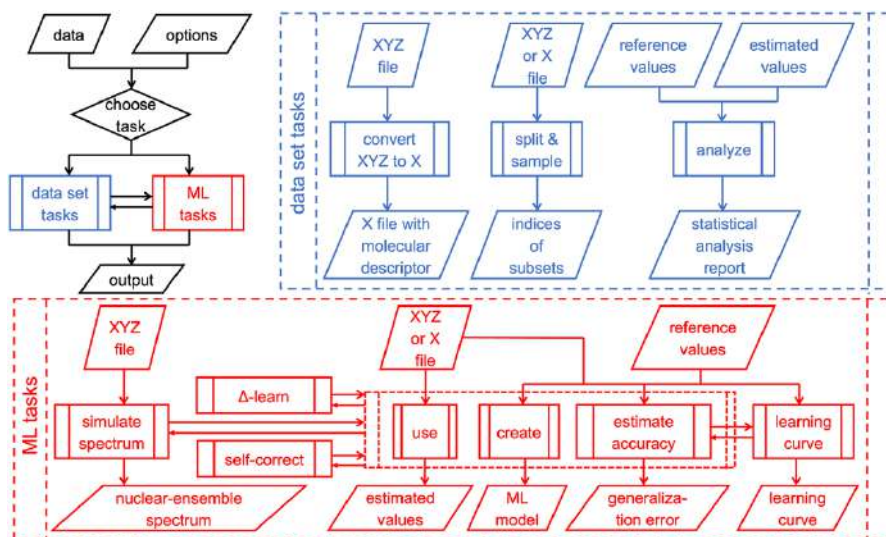 data
options
choose
task
data set
tasks
ML
tasks
output
data set tasks
XYZ
file
XYZ
or X
file
reference
values
estimated
values
convert
XYZ to X
split &
sample
analyze
X file with
molecular
descriptor
indices
of
subsets
statistical
analysis
report
ML tasks
XYZ
file
XYZ
or X
file
reference
values
Δ-learn
simulate
spectrum
self-correct
use
create
estimate
accuracy
learning
curve
nuclear-ensemble
spectrum
estimated
values
ML
model
generaliza-
tion error
learning
curve